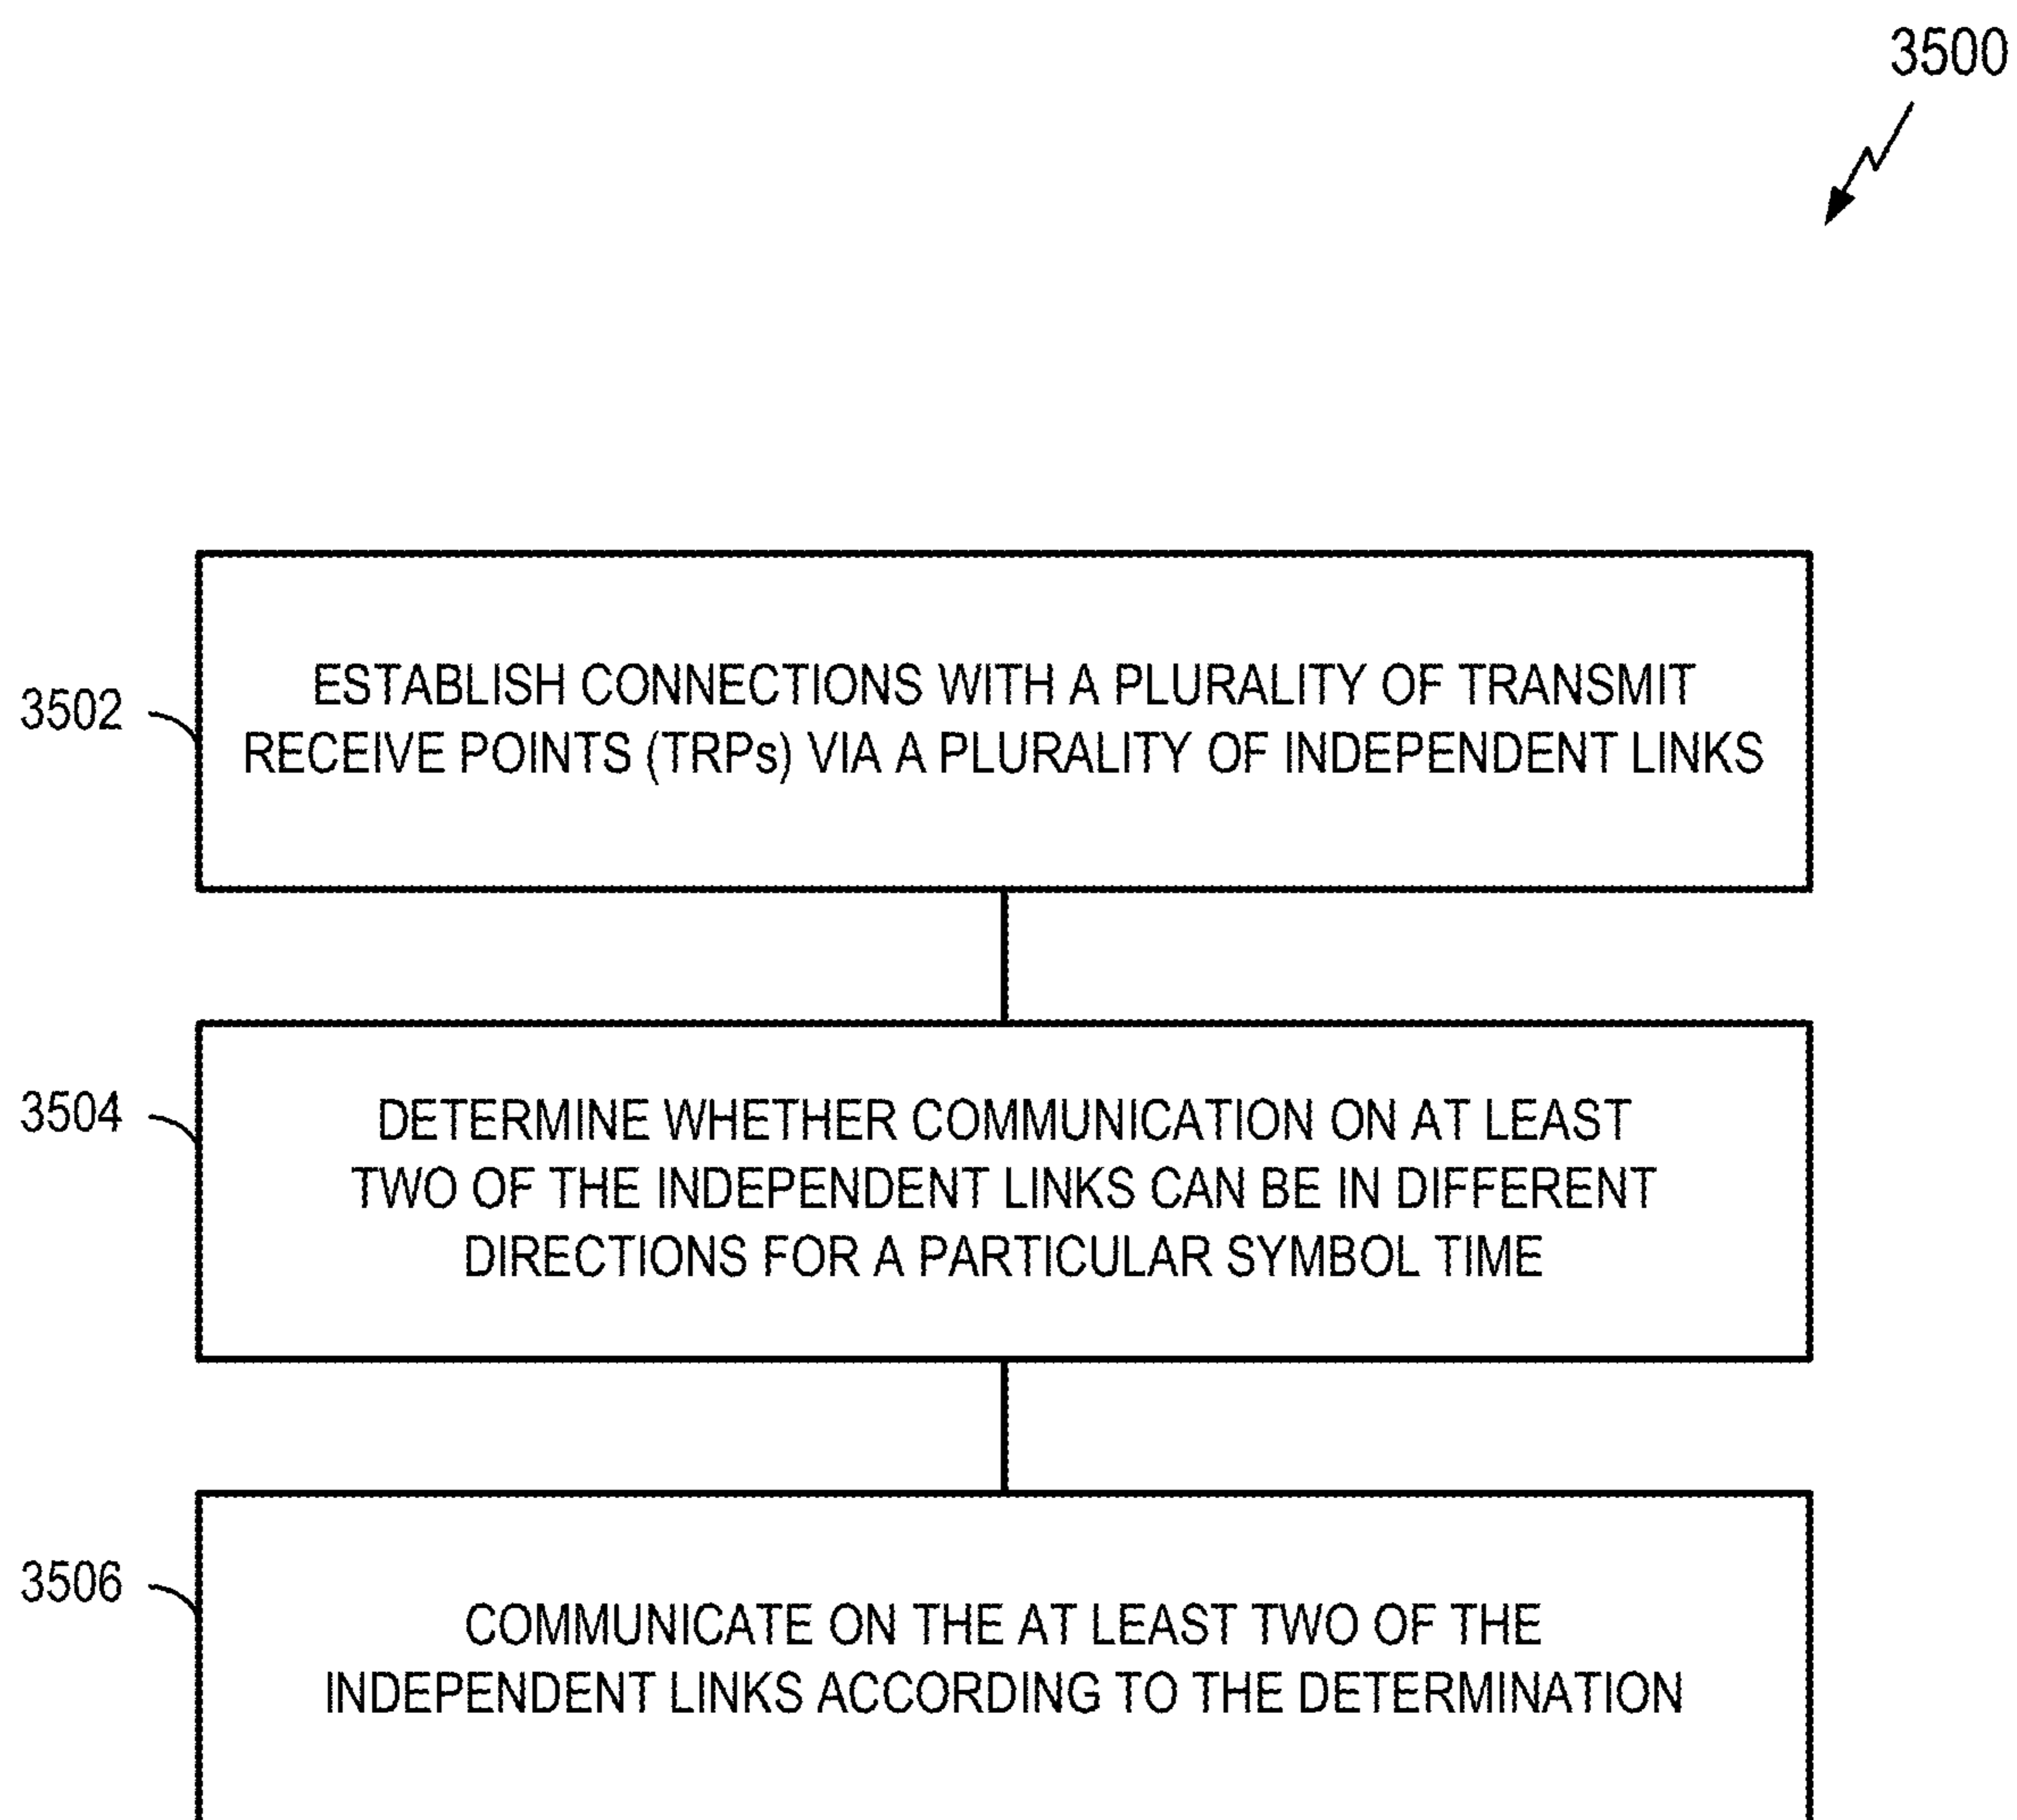 3500
3502
ESTABLISH CONNECTIONS WITH A PLURALITY OF TRANSMIT
RECEIVE POINTS (TRPs) VIA A PLURALITY OF INDEPENDENT LINKS
3504
DETERMINE WHETHER COMMUNICATION ON AT LEAST
TWO OF THE INDEPENDENT LINKS CAN BE IN DIFFERENT
DIRECTIONS FOR A PARTICULAR SYMBOL TIME
3506
COMMUNICATE ON THE AT LEAST TWO OF THE
INDEPENDENT LINKS ACCORDING TO THE DETERMINATION